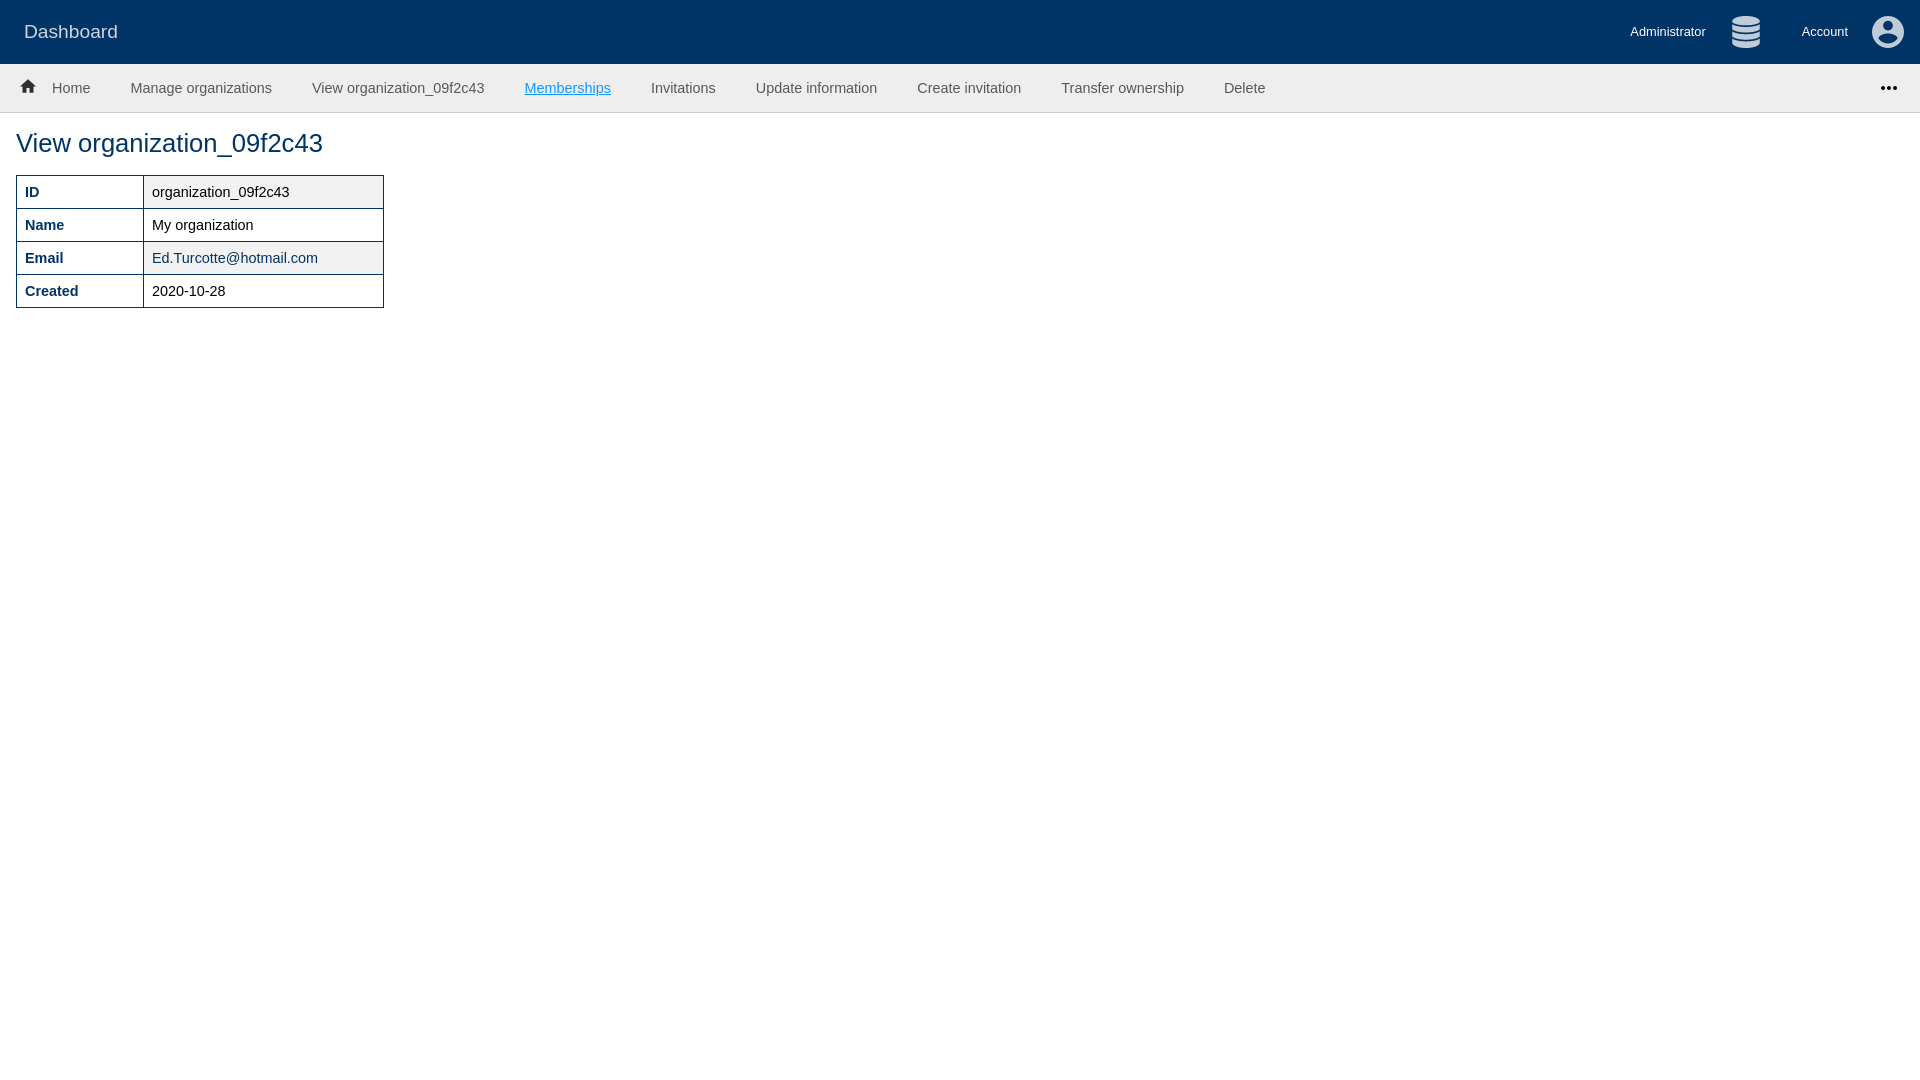 Dashboard
Administrator
Account
Home
Manage organizations
View organization_09f2c43
Memberships
Invitations
Update information
Create invitation
Transfer ownership
Delete
View organization_09f2c43
ID organization_09f2c43
Name My organization
Email Ed.Turcotte@hotmail.com
Created 2020-10-28